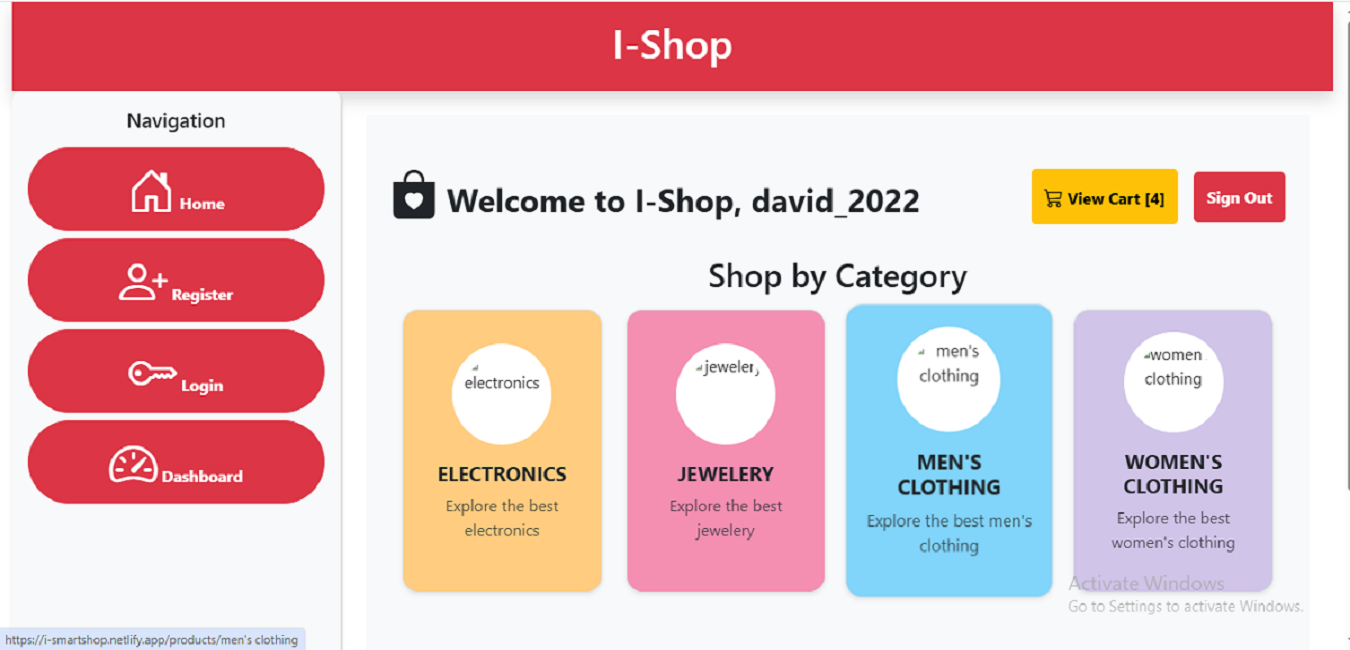 I-Shop
Navigation
Home
Register
Login
Dashboard
Welcome to I-Shop, david_2022
View Cart [4]
Sign Out
Shop by Category
electronics
ELECTRONICS
Explore the best
electronics
jewelery
JEWELERY
Explore the best
jewelery
men's
clothing
MEN'S
CLOTHING
Explore the best men's
clothing
women
clothing
WOMEN'S
CLOTHING
Explore the best
women's clothing
Activate Windows
Go to Settings to activate Windows.
https://i-smartshop.netlify.app/products/men's clothing